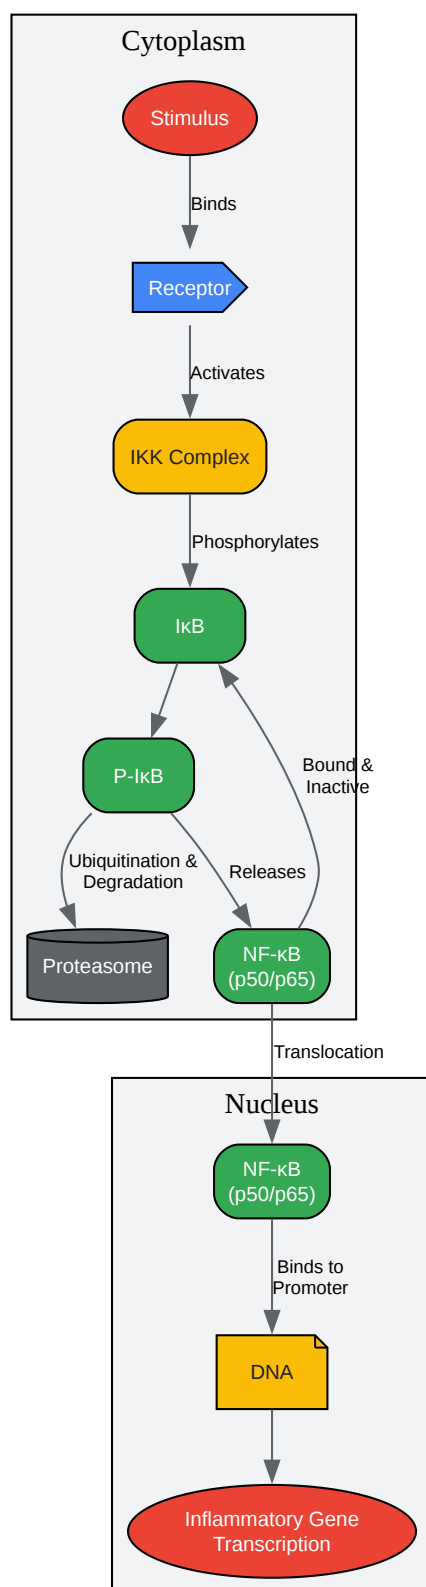 Cytoplasm
Stimulus
Binds
Receptor
Activates
IKK Complex
Phosphorylates
IκB
Bound &
Inactive
P-IκB
Ubiquitination &
Degradation
Releases
Proteasome
NF-κB
(p50/p65)
Translocation
Nucleus
NF-κB
(p50/p65)
Binds to
Promoter
DNA
Inflammatory Gene
Transcription